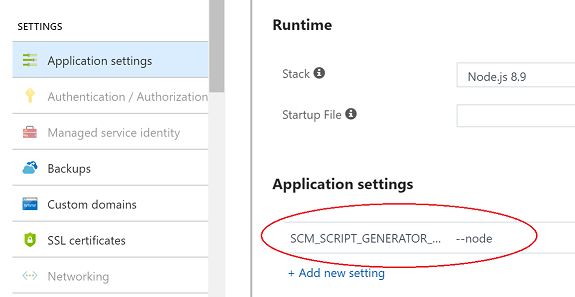 SETTINGS
Application settings
Authentication / Authorization
Managed service identity
Backups
Custom domains
SSL certificates
Networking
Runtime
Stack Node.js 8.9
Startup File
Application settings
SCM_SCRIPT_GENERATOR_... --node
+ Add new setting